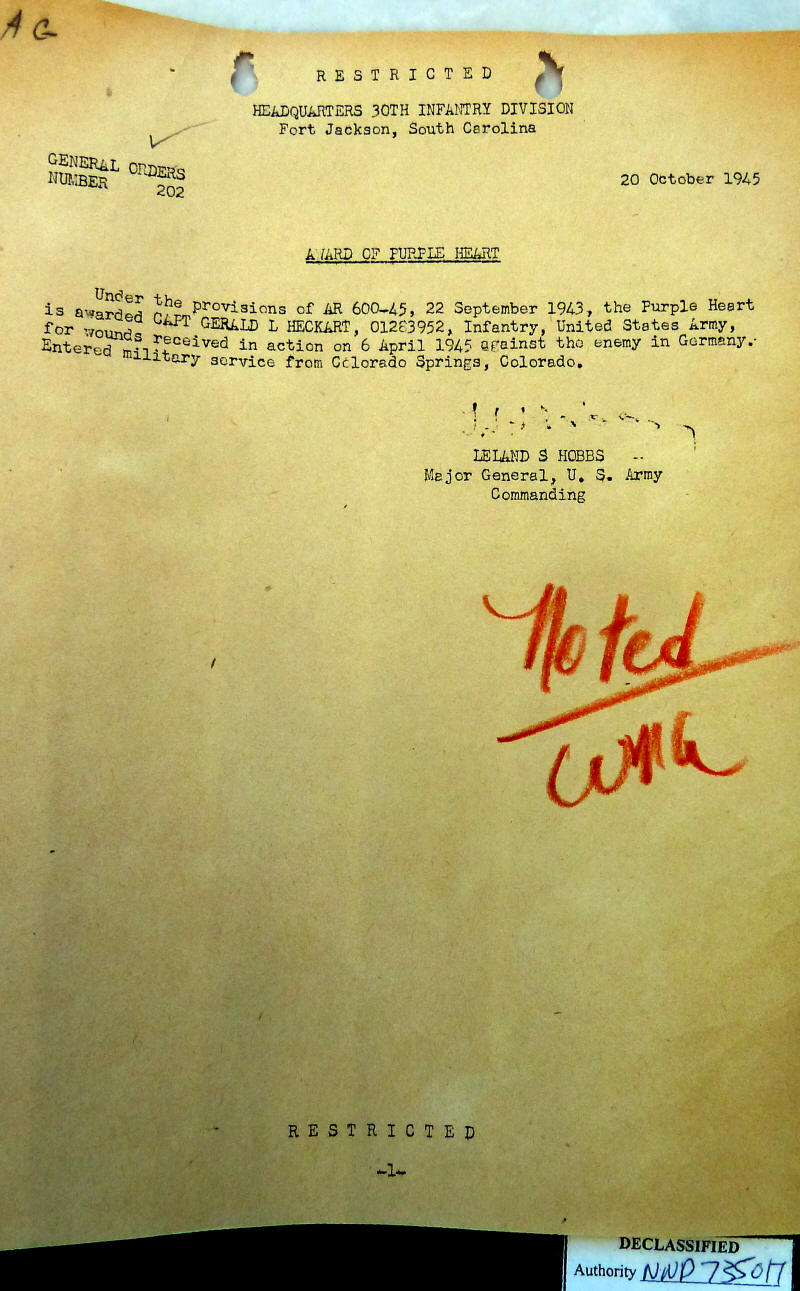 AG
RESTRICTED
HEADQUARTERS 30TH INFANTRY DIVISION
Fort Jackson, South Carolina
GENERAL ORDERS
NUMBER 202
20 October 1945
AWARD OF PURPLE HEART
Under the provisions of AR 600-45, 22 September 1943, the Purple Heart
is awarded CAPT GERALD L HECKART, 01283952, Infantry, United States Army,
for wounds received in action on 6 April 1945 against the enemy in Germany.
Entered military service from Colorado Springs, Colorado.
LELAND S HOBBS
Major General, U. S. Army
Commanding
Noted
RESTRICTED
-1-
DECLASSIFIED
Authority NND 735017